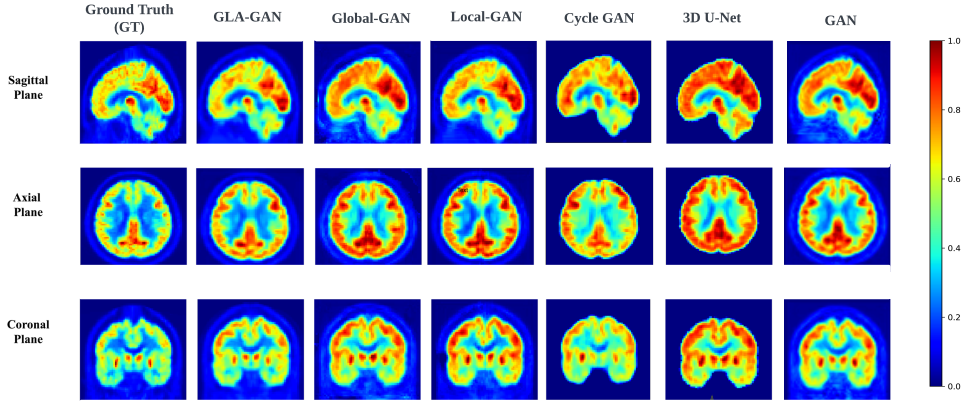 Ground Truth
(GT)
GLA-GAN
Global-GAN
Local-GAN
Cycle GAN
3D U-Net
GAN
Sagittal
Plane
Axial
Plane
Coronal
Plane
1.0
0.8
0.6
0.4
0.2
0.0